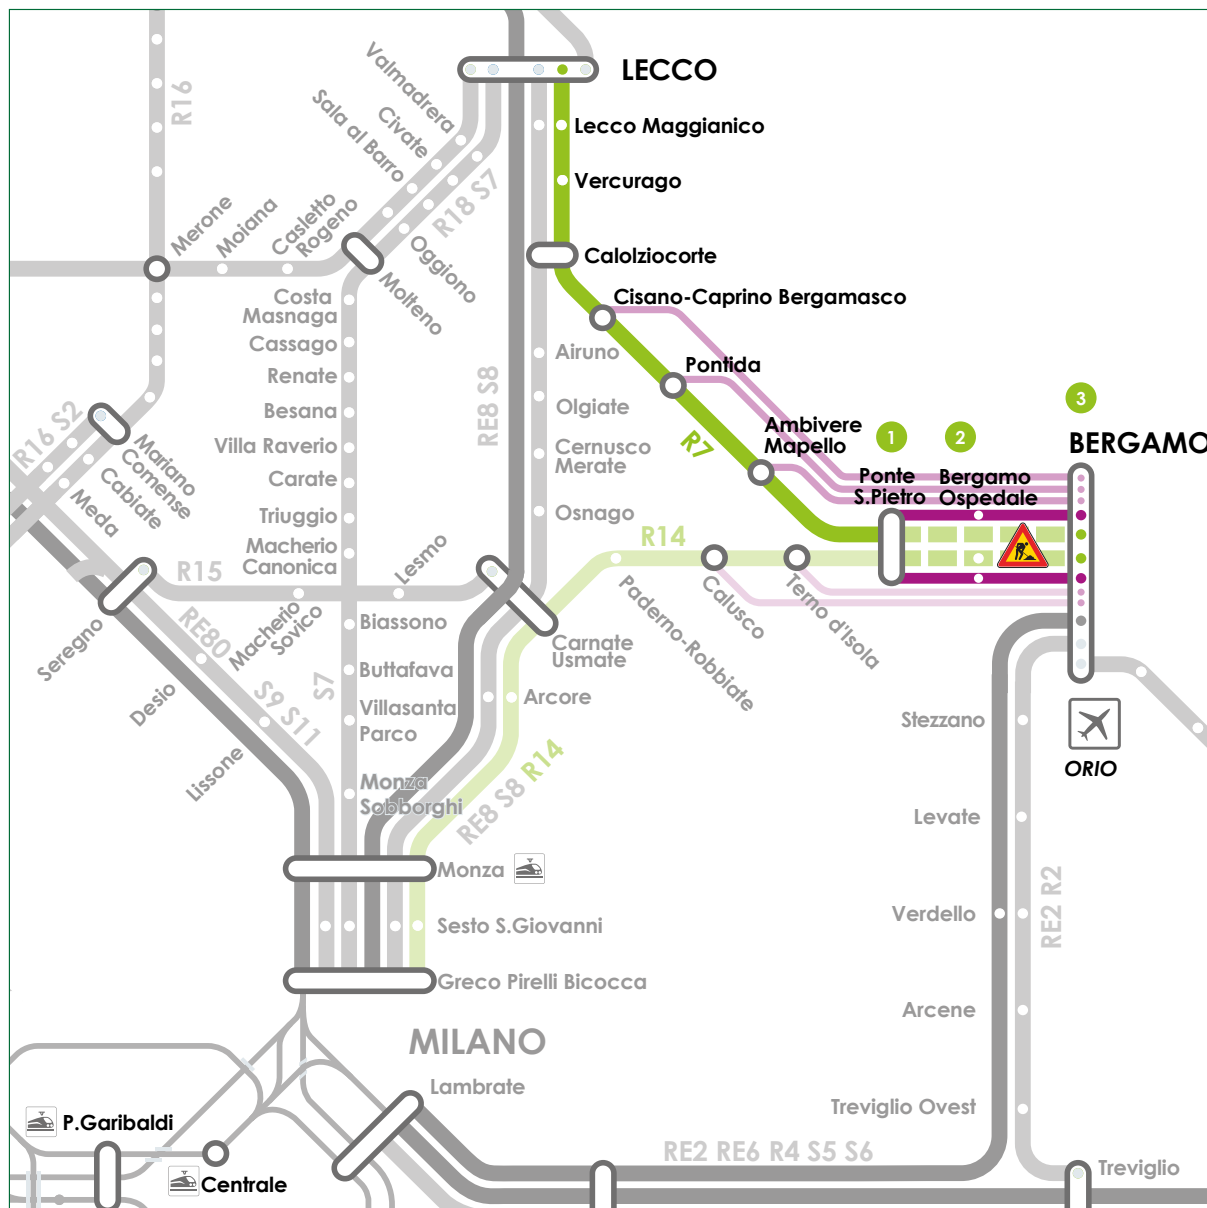 LECCO
Lecco Maggianico
Vercurago
Calolziocorte
Cisano-Caprino Bergamasco
Pontida
Ambivere
Mapello
R7
1
2
3
Ponte
S.Pietro
Bergamo
Ospedale
BERGAMO
ORIO
R16
Valmadrera
Civate
Sala al Barro
R18 S7
Oggiono
Molteno
Casletto
Rogeno
Moiana
Merone
Costa
Masnaga
Cassago
Renate
Besana
Villa Raverio
Carate
Triuggio
Macherio
Canonica
Biassono
Buttafava
Villasanta
Parco
Monza
Sobborghi
S7
RE8 S8
Airuno
Olgiate
Cernusco
Merate
Osnago
R14
Paderno-Robbiate
Calusco
Terno d'Isola
Carnate
Usmate
Arcore
RE8 S8 R14
R16 S2
Mariano
Comense
Cabiate
Meda
R15
Lesmo
Macherio
Sovico
Seregno
RE80
S9 S11
Desio
Lissone
Monza
Sesto S.Giovanni
Greco Pirelli Bicocca
MILANO
Lambrate
P.Garibaldi
Centrale
RE2 RE6 R4 S5 S6
Stezzano
Levate
Verdello
Arcene
Treviglio Ovest
Treviglio
RE2 R2